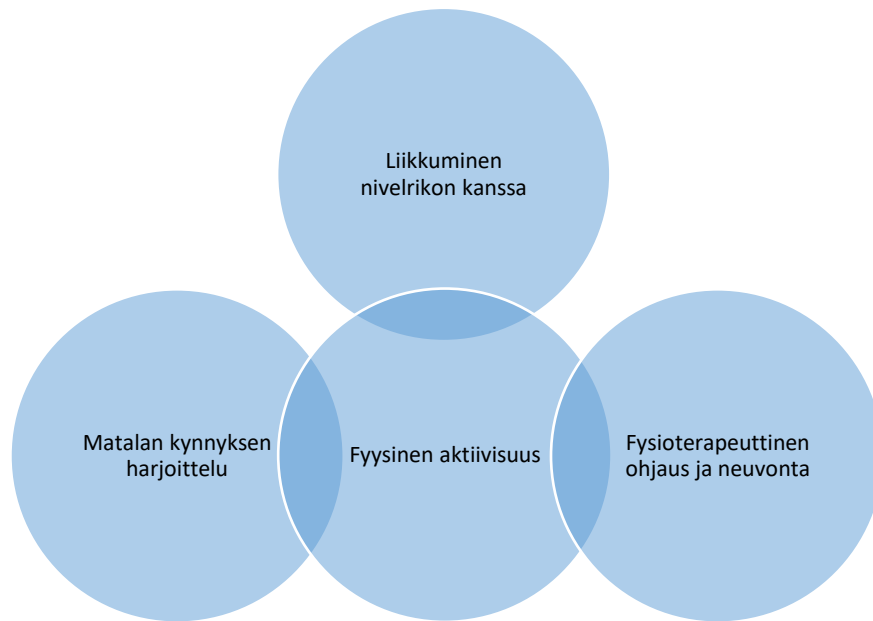 Liikkuminen
nivelrikon kanssa
Matalan kynnyksen
harjoittelu
Fyysinen aktiivisuus
Fysioterapeuttinen
ohjaus ja neuvonta